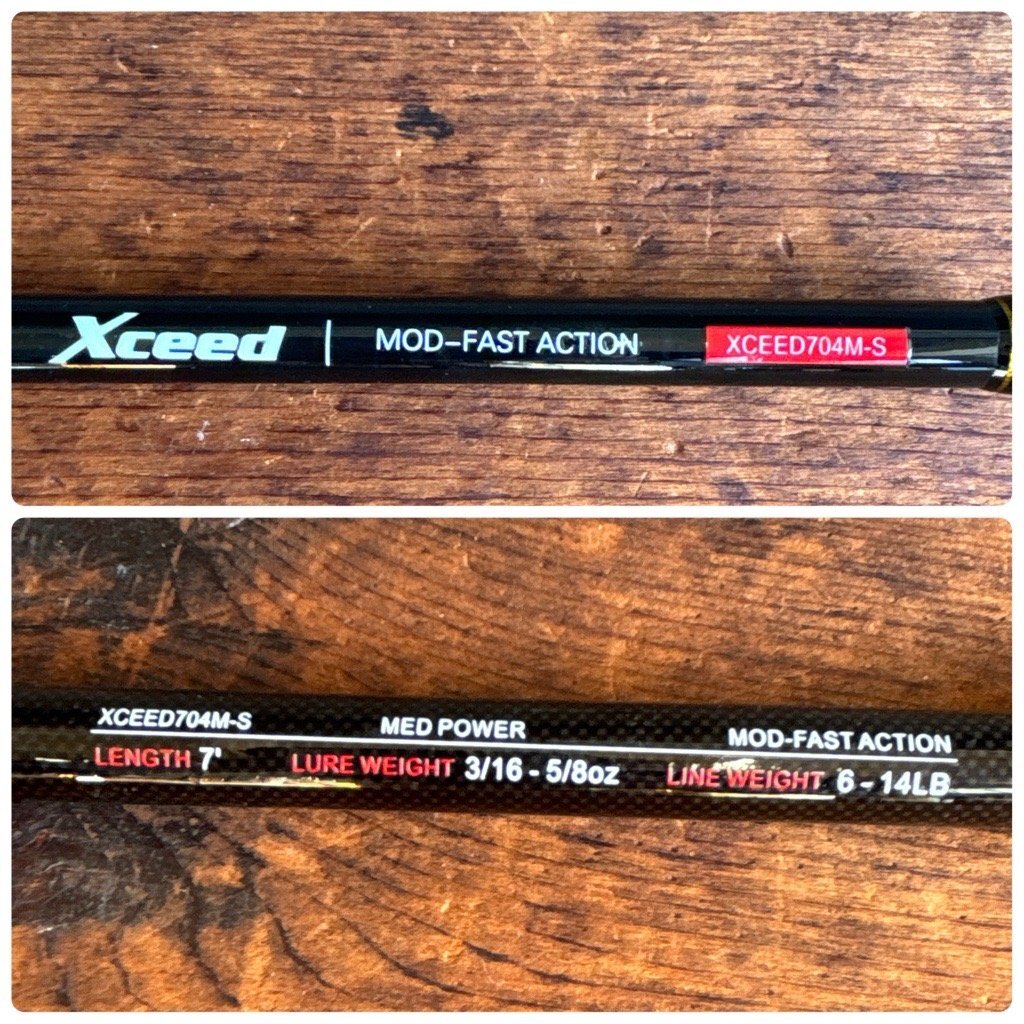 Xceed | MOD-FAST ACTION XCEED704M-S
XCEED704M-S MED POWER MOD-FAST ACTION
LENGTH 7' LURE WEIGHT 3/16 - 5/8oz LINE WEIGHT 6 - 14LB